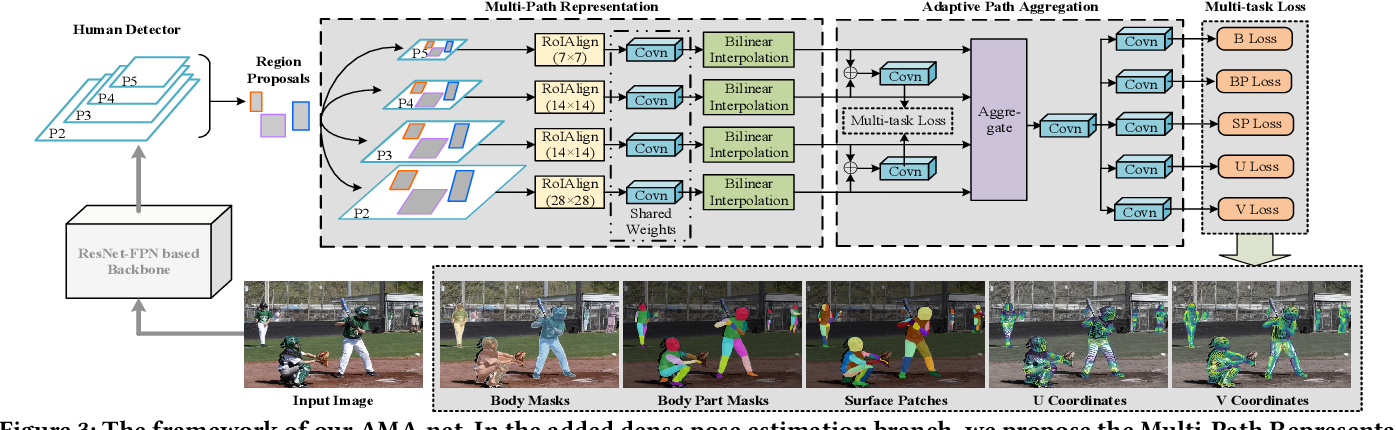 Multi-Path Representation
Adaptive Path Aggregation
Multi-task Loss
Human Detector
P5
P4
P3
P2
Region
Proposals
P5
RoIAlign
(7×7)
Covn
Bilinear
Interpolation
P4
RoIAlign
(14×14)
Covn
Bilinear
Interpolation
P3
RoIAlign
(14×14)
Covn
Bilinear
Interpolation
P2
RoIAlign
(28×28)
Covn
Bilinear
Interpolation
Shared
Weights
Covn
Multi-task Loss
Covn
Aggre-
gate
Covn
Covn
B Loss
Covn
BP Loss
Covn
SP Loss
Covn
U Loss
Covn
V Loss
ResNet-FPN based
Backbone
Input Image
Body Masks
Body Part Masks
Surface Patches
U Coordinates
V Coordinates
Figure 3: The framework of our AMA-net. In the added dense pose estimation branch, we propose the Multi-Path Representa